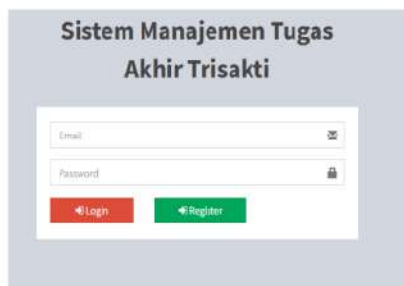 Sistem Manajemen Tugas
Akhir Trisakti
Email
Password
Login
Register